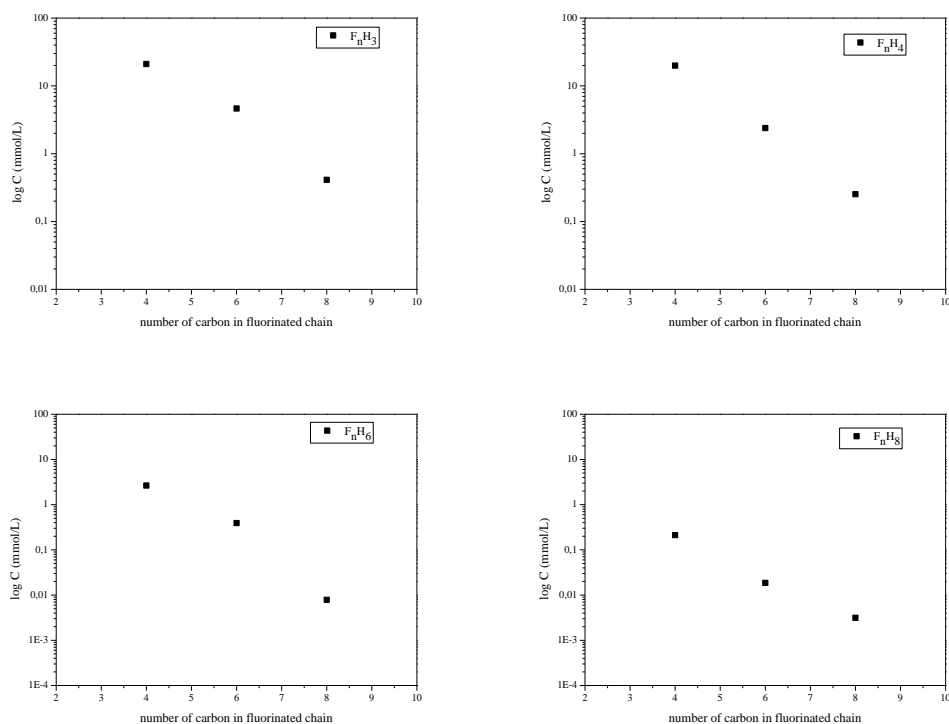 F_nH_3
100
10
1
0,1
0,01
log C (mmol/L)
2 3 4 5 6 7 8 9 10
number of carbon in fluorinated chain
F_nH_4
100
10
1
0,1
0,01
log C (mmol/L)
2 3 4 5 6 7 8 9 10
number of carbon in fluorinated chain
F_nH_6
100
10
1
0,1
0,01
1E-3
1E-4
log C (mmol/L)
2 3 4 5 6 7 8 9 10
number of carbon in fluorinated chain
F_nH_8
100
10
1
0,1
0,01
1E-3
1E-4
log C (mmol/L)
2 3 4 5 6 7 8 9 10
number of carbon in fluorinated chain